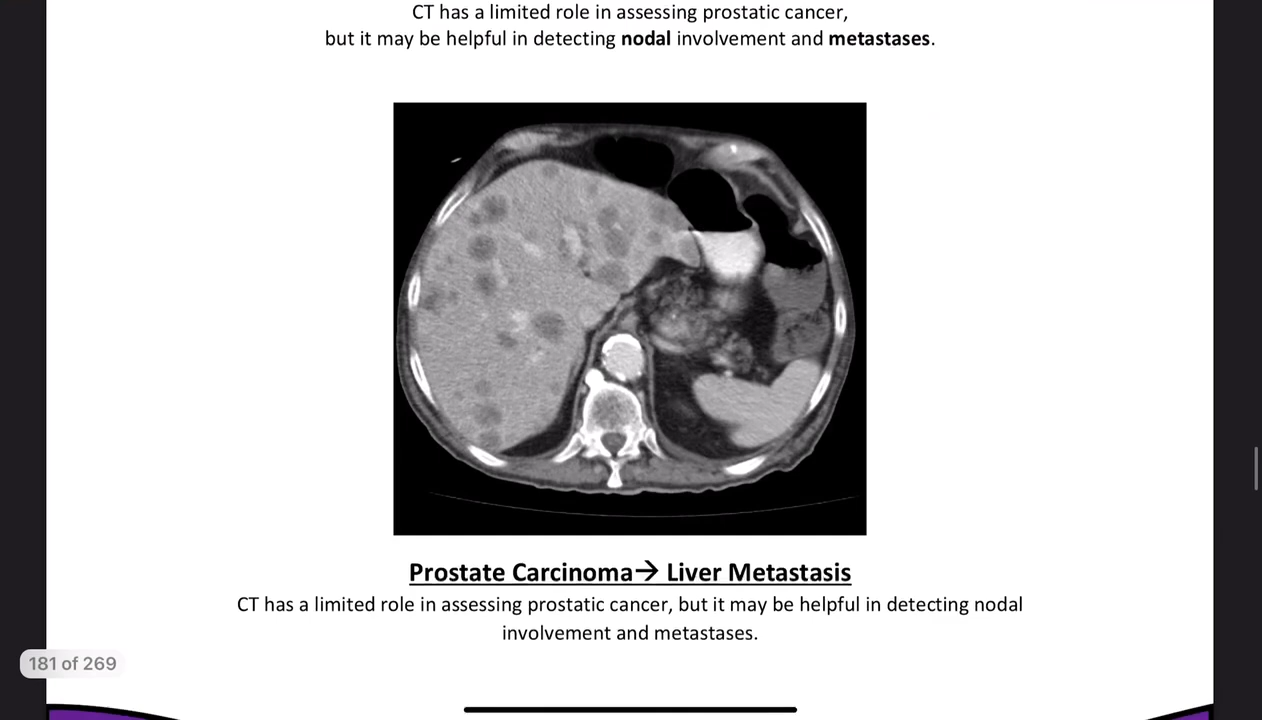 CT has a limited role in assessing prostatic cancer,
but it may be helpful in detecting nodal involvement and metastases.
Prostate Carcinoma→ Liver Metastasis
CT has a limited role in assessing prostatic cancer, but it may be helpful in detecting nodal
involvement and metastases.
181 of 269